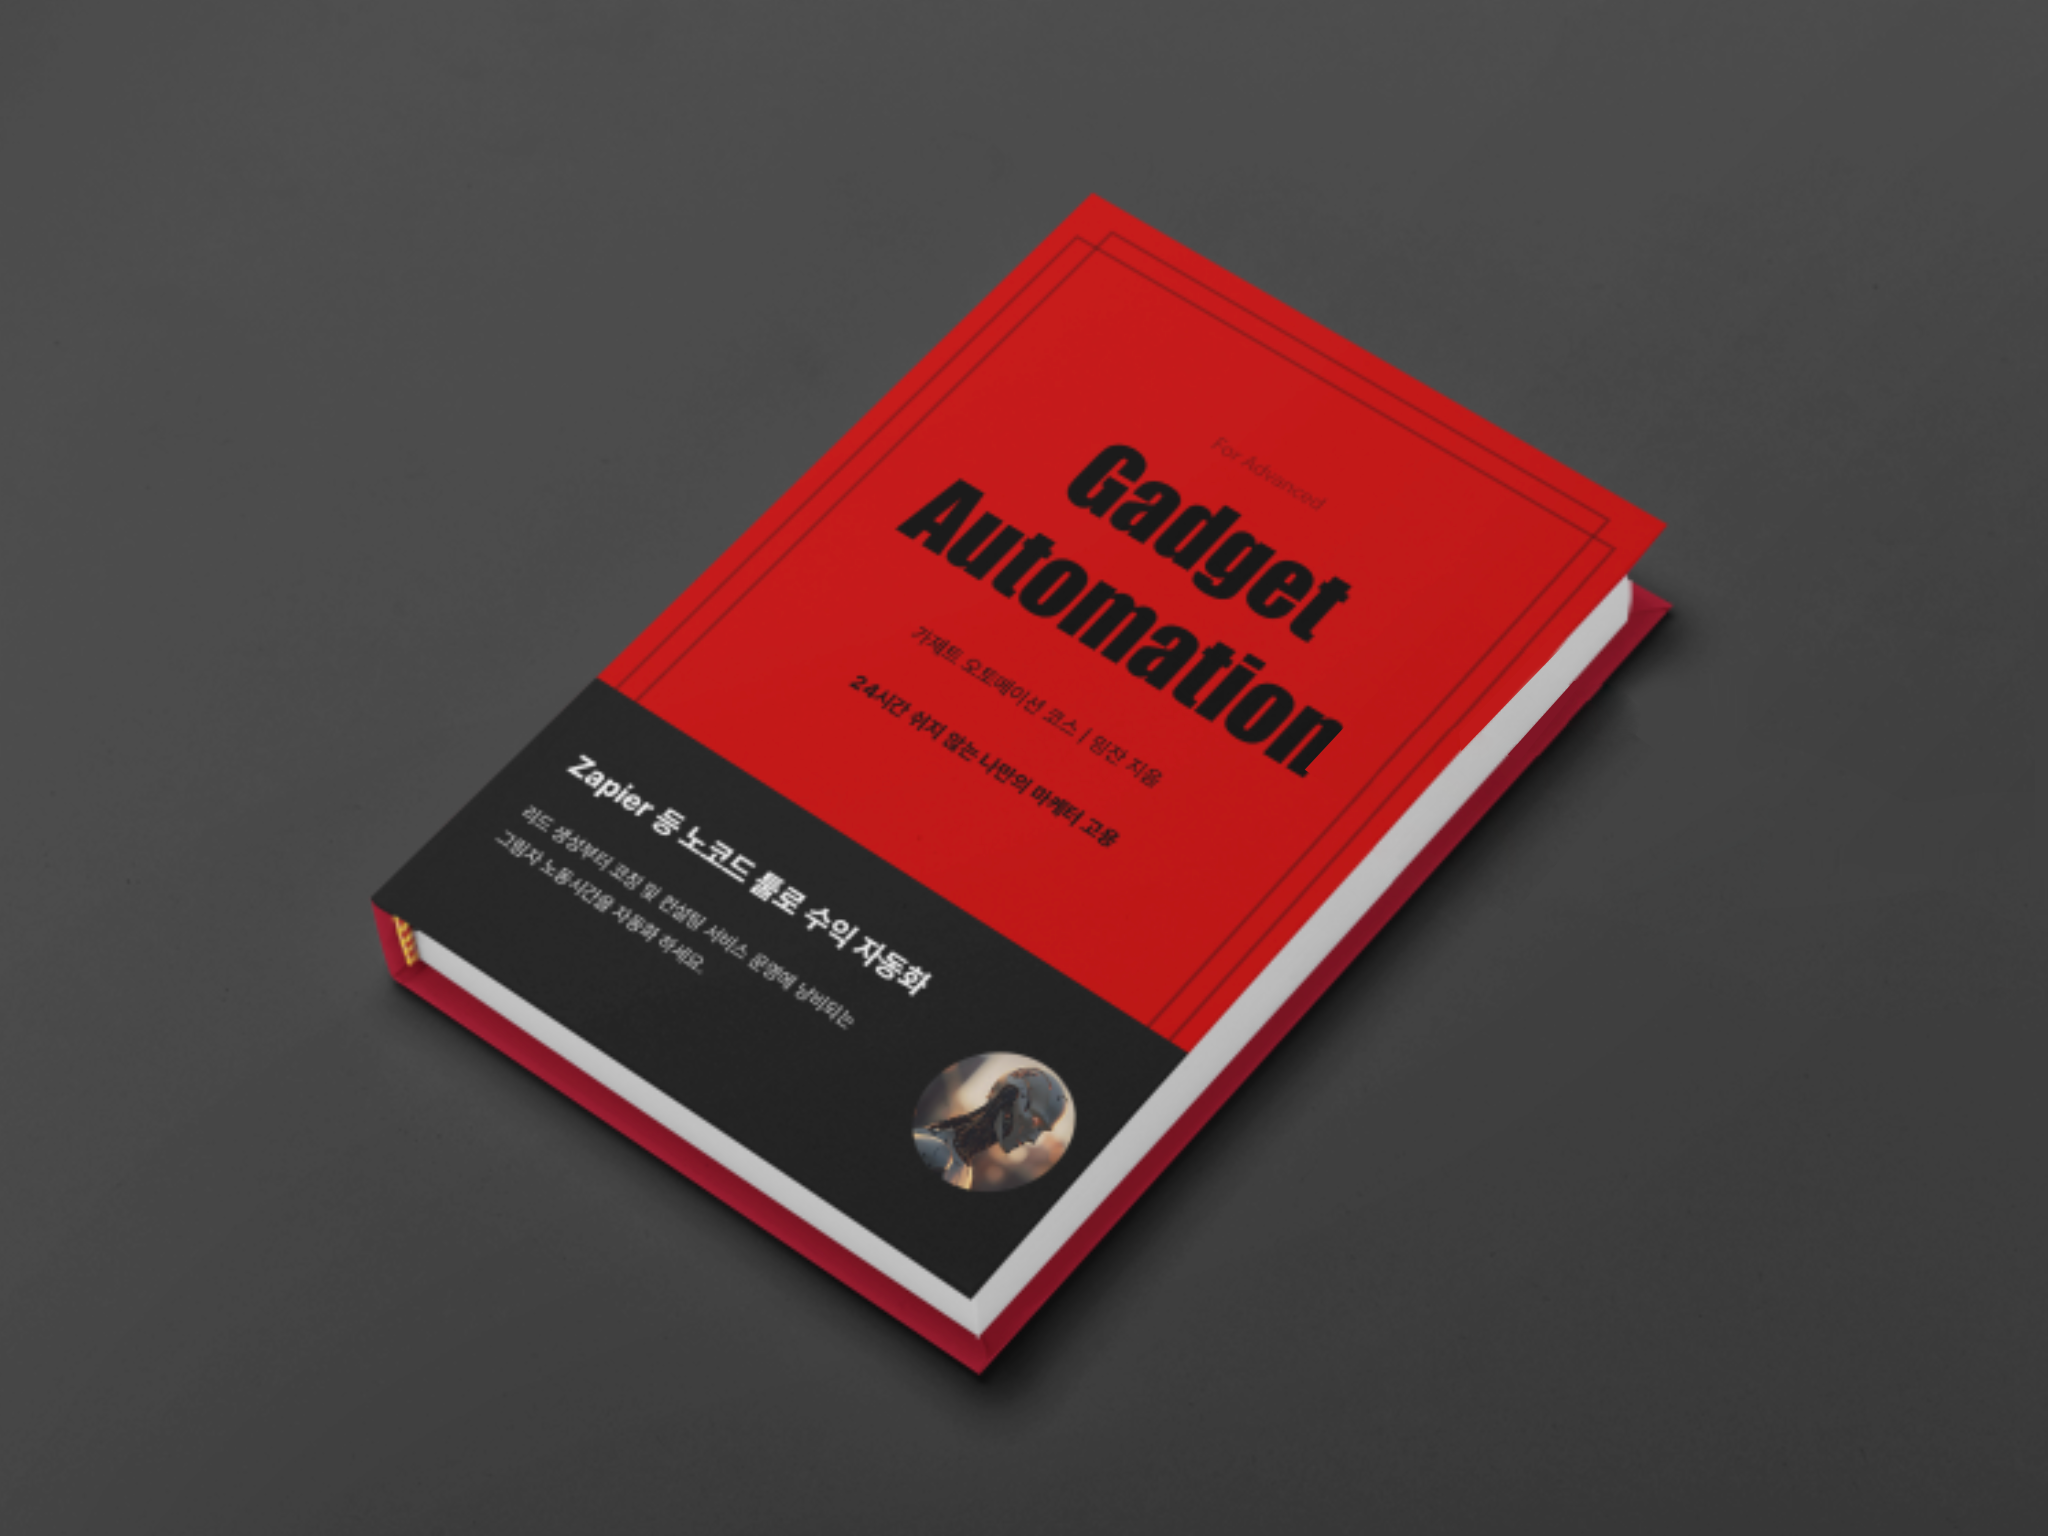 For Advanced
Gadget
Automation
가제트 오토메이션 코스 | 임잔 지음
24시간 쉬지 않는 나만의 마케터 고용
Zapier 등 노코드 툴로 수익 자동화
리드 생성부터 코칭 및 컨설팅 서비스 운영에 낭비되는
그림자 노동시간을 자동화 하세요.